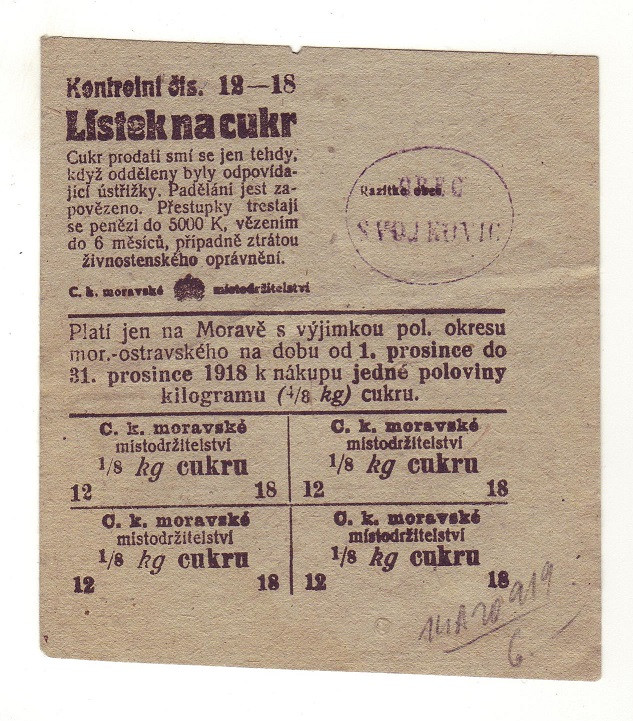 Kontrolní čís. 12—18
Lístek na cukr
Cukr prodati smí se jen tehdy,
když odděleny byly odpovída-
jící ústřižky. Padělání jest za-
povězeno. Přestupky trestají
se penězi do 5000 K, vězením
do 6 měsíců, případně ztrátou
živnostenského oprávnění.
C. k. moravské místodržitelství
OBEC
Razítko obce.
SVOJKOVIC
Platí jen na Moravě s výjimkou pol. okresu
mor.-ostravského na dobu od 1. prosince do
31. prosince 1918 k nákupu jedné poloviny
kilogramu (4/8 kg) cukru.
C. k. moravské
mistodržitelství
1/8 kg cukru
12 18
C. k. moravské
mistodržitelství
1/8 kg cukru
12 18
C. k. moravské
mistodržitelství
1/8 kg cukru
12 18
C. k. moravské
místodržitelství
1/8 kg cukru
12 18
6.—